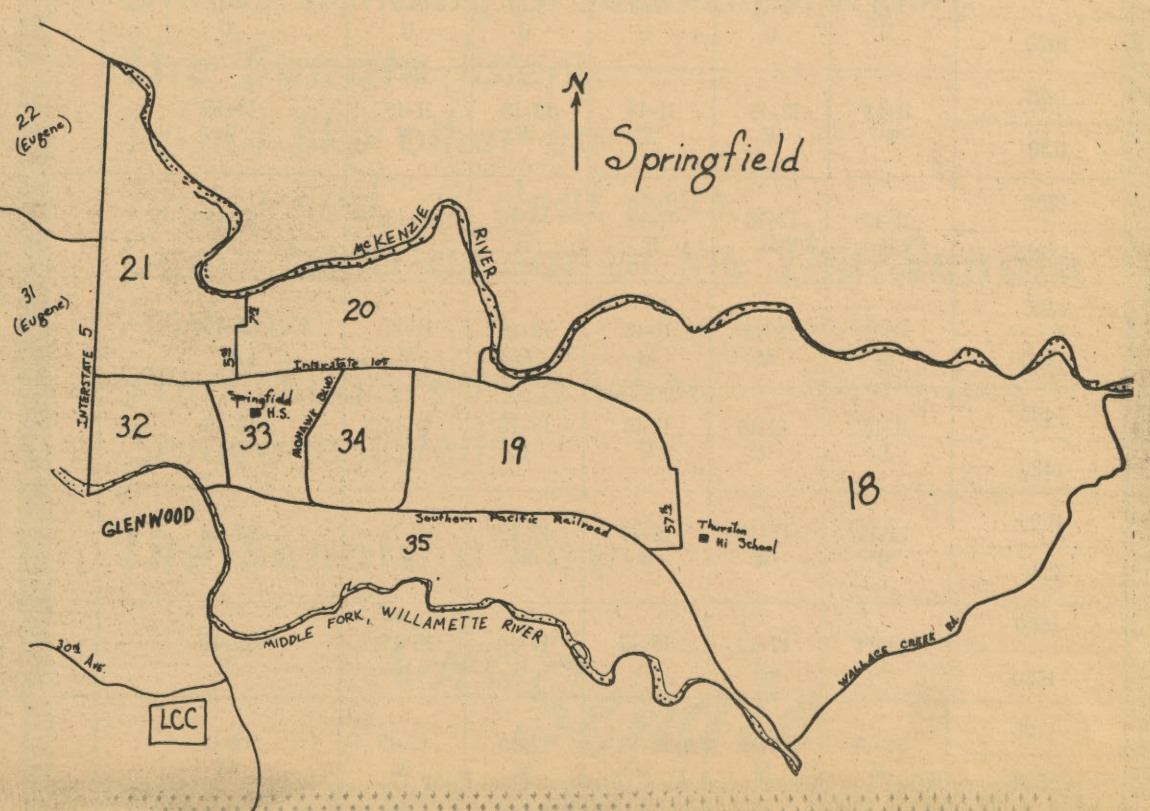 N
Springfield
22
(Eugene)
McKENZIE
RIVER
21
31
(Eugene)
7th
20
5th
Interstate 105
INTERSTATE 5
Springfield
H.S.
MOHAWK BLVD
32
33
34
19
18
GLENWOOD
Southern Pacific Railroad
57th
Thurston
Hi School
35
MIDDLE FORK, WILLAMETTE RIVER
30th Ave.
WALLACE CREEK Rd.
LCC